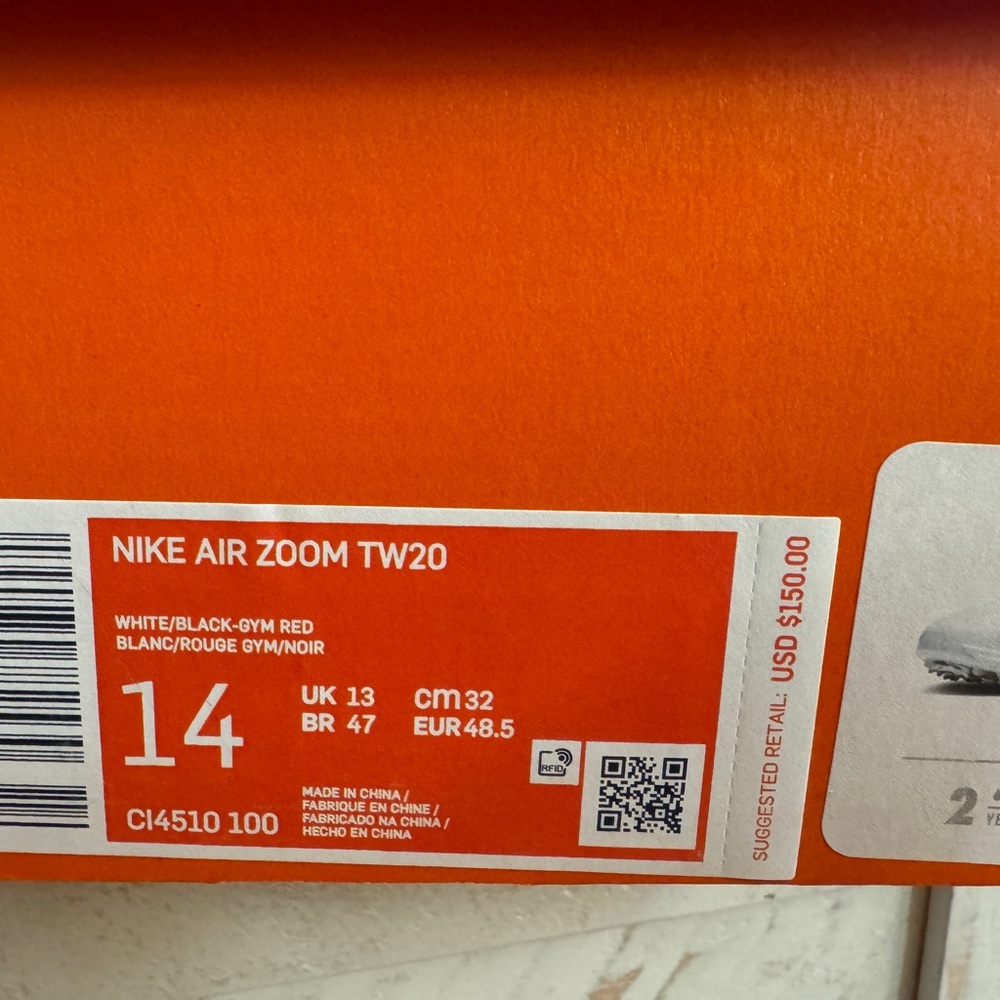 NIKE AIR ZOOM TW20
WHITE/BLACK-GYM RED
BLANC/ROUGE GYM/NOIR
14
UK 13
BR 47
cm 32
EUR 48.5
CI4510 100
MADE IN CHINA /
FABRIQUE EN CHINE /
FABRICADO NA CHINA /
HECHO EN CHINA
RFID
SUGGESTED RETAIL: USD $150.00
2